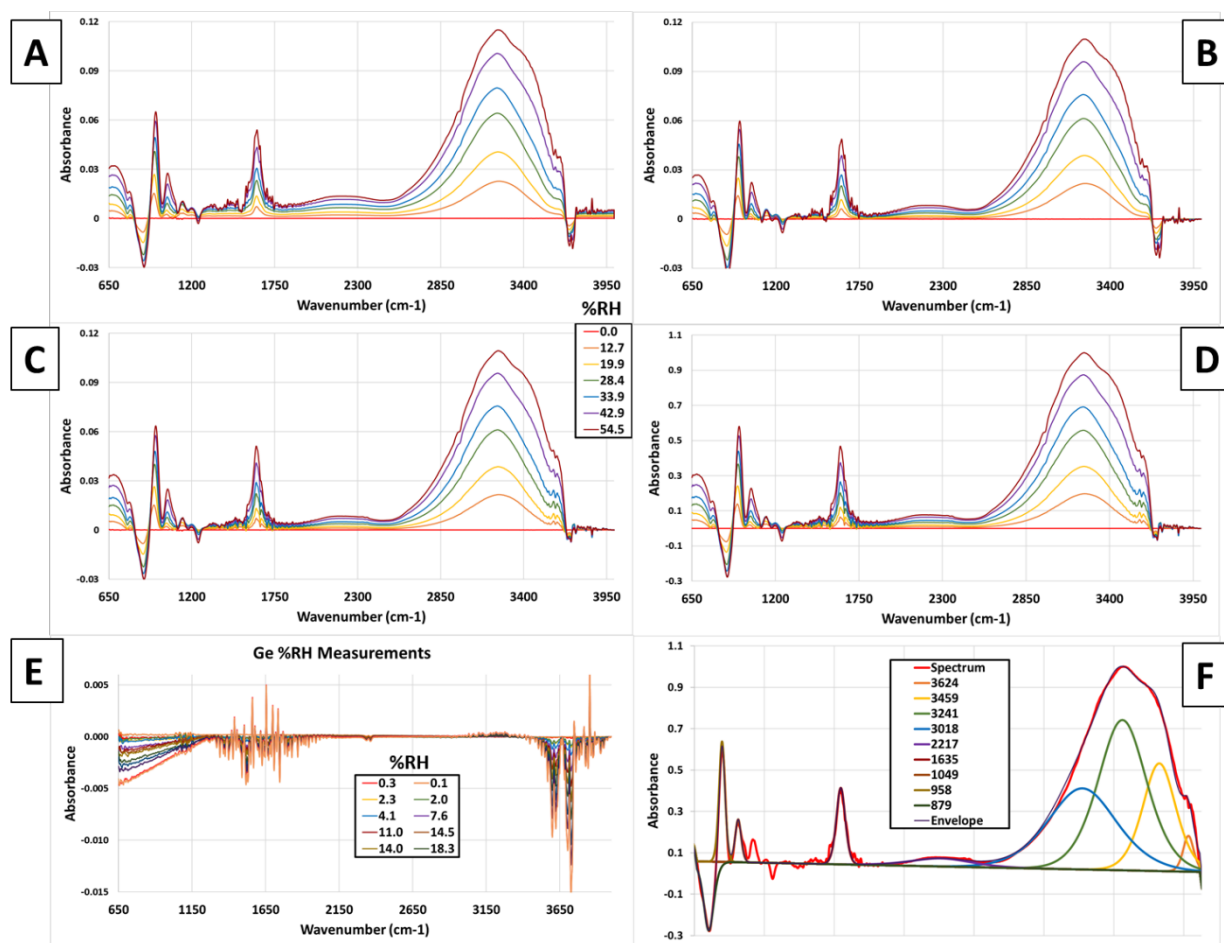 A
B
0.12
0.09
0.06
0.03
0
-0.03
Absorbance
650 1200 1750 2300 2850 3400 3950
Wavenumber (cm-1)
0.12
0.09
0.06
0.03
0
-0.03
Absorbance
650 1200 1750 2300 2850 3400 3950
Wavenumber (cm-1)
C
D
0.12
0.09
0.06
0.03
0
-0.03
Absorbance
650 1200 1750 2300 2850 3400 3950
Wavenumber (cm-1)
%RH
0.0
12.7
19.9
28.4
33.9
42.9
54.5
1.1
0.9
0.7
0.5
0.3
0.1
-0.1
-0.3
Absorbance
650 1200 1750 2300 2850 3400 3950
Wavenumber (cm-1)
E
F
Ge %RH Measurements
0.005
0.000
-0.005
-0.010
-0.015
Absorbance
%RH
0.3 0.1
2.3 2.0
4.1 7.6
11.0 14.5
14.0 18.3
650 1150 1650 2150 2650 3150 3650
Wavenumber (cm-1)
1.1
0.9
0.7
0.5
0.3
0.1
-0.1
-0.3
Absorbance
Spectrum
3624
3459
3241
3018
2217
1635
1049
958
879
Envelope